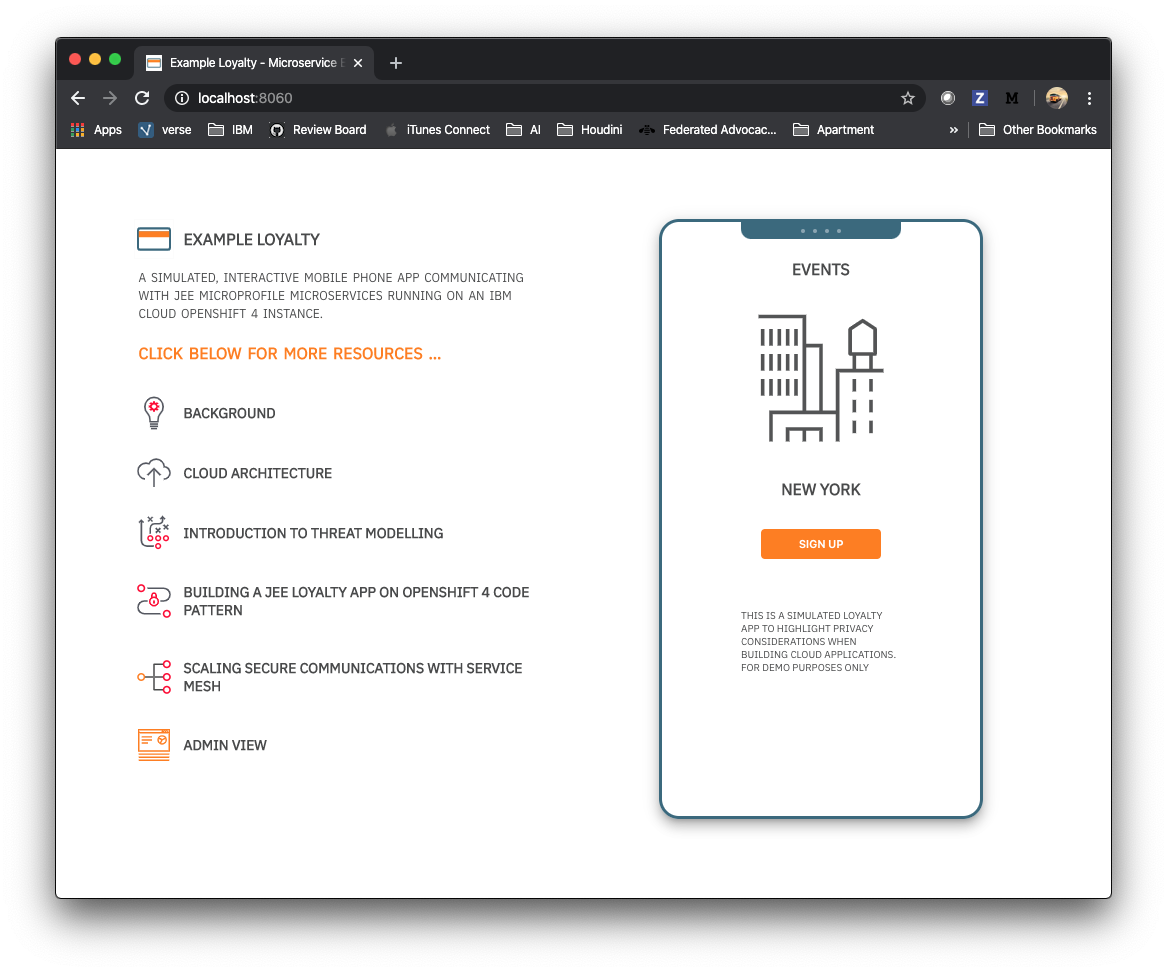 Example Loyalty - Microservice
localhost:8060
Apps verse IBM Review Board iTunes Connect AI Houdini Federated Advocac... Apartment » Other Bookmarks
EXAMPLE LOYALTY
A SIMULATED, INTERACTIVE MOBILE PHONE APP COMMUNICATING
WITH JEE MICROPROFILE MICROSERVICES RUNNING ON AN IBM
CLOUD OPENSHIFT 4 INSTANCE.
CLICK BELOW FOR MORE RESOURCES ...
BACKGROUND
CLOUD ARCHITECTURE
INTRODUCTION TO THREAT MODELLING
BUILDING A JEE LOYALTY APP ON OPENSHIFT 4 CODE
PATTERN
SCALING SECURE COMMUNICATIONS WITH SERVICE
MESH
ADMIN VIEW
EVENTS
NEW YORK
SIGN UP
THIS IS A SIMULATED LOYALTY
APP TO HIGHLIGHT PRIVACY
CONSIDERATIONS WHEN
BUILDING CLOUD APPLICATIONS.
FOR DEMO PURPOSES ONLY